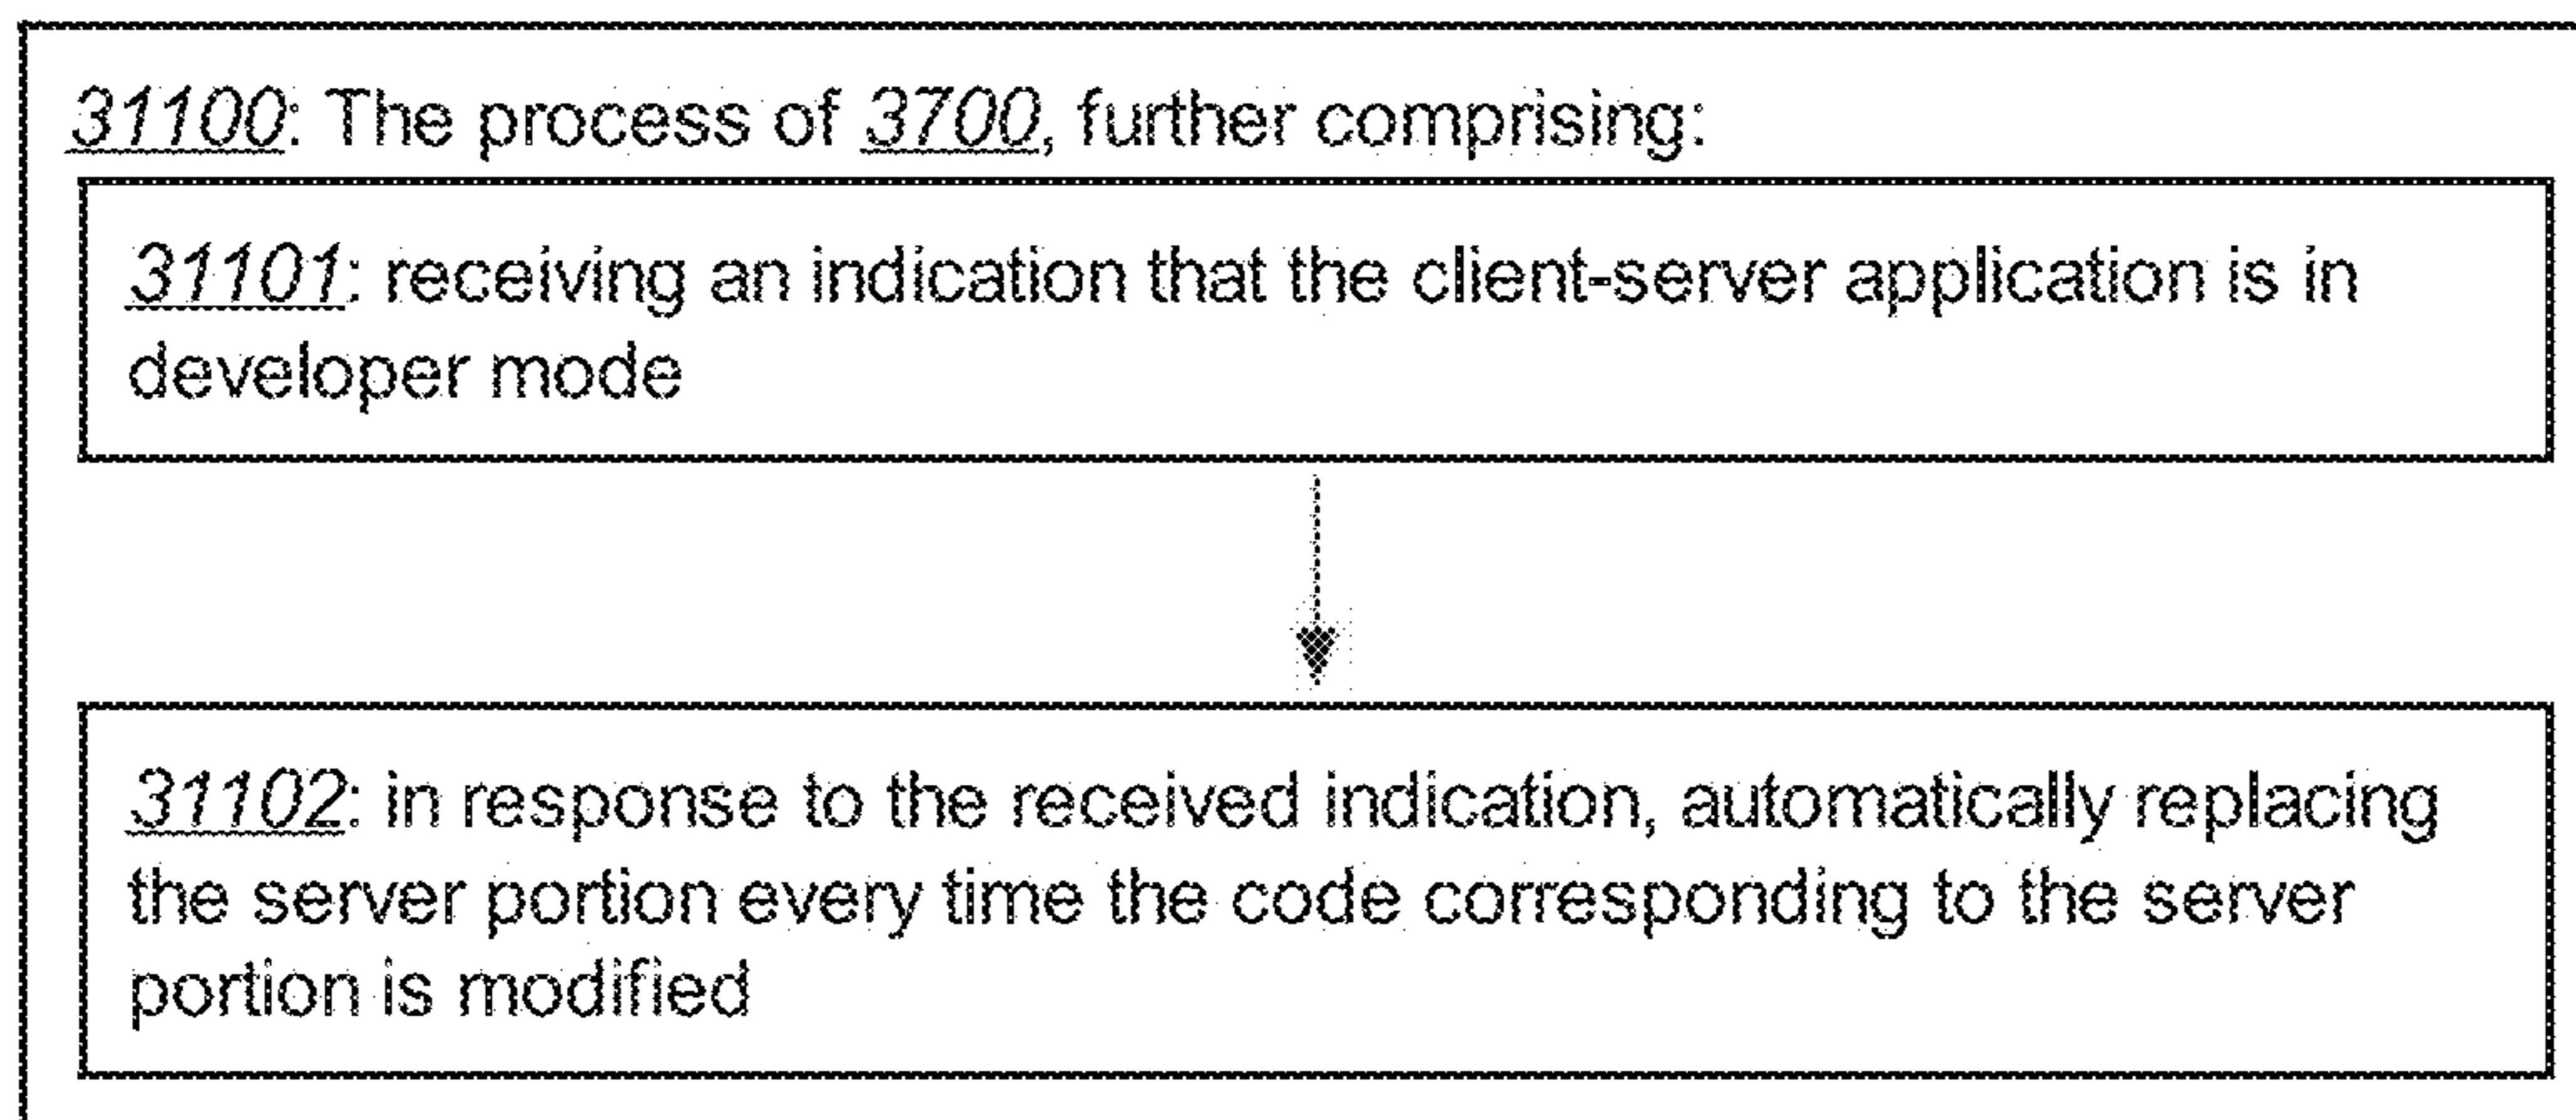 31100: The process of 3700, further comprising:
31101: receiving an indication that the client-server application is in
developer mode
31102: in response to the received indication, automatically replacing
the server portion every time the code corresponding to the server
portion is modified